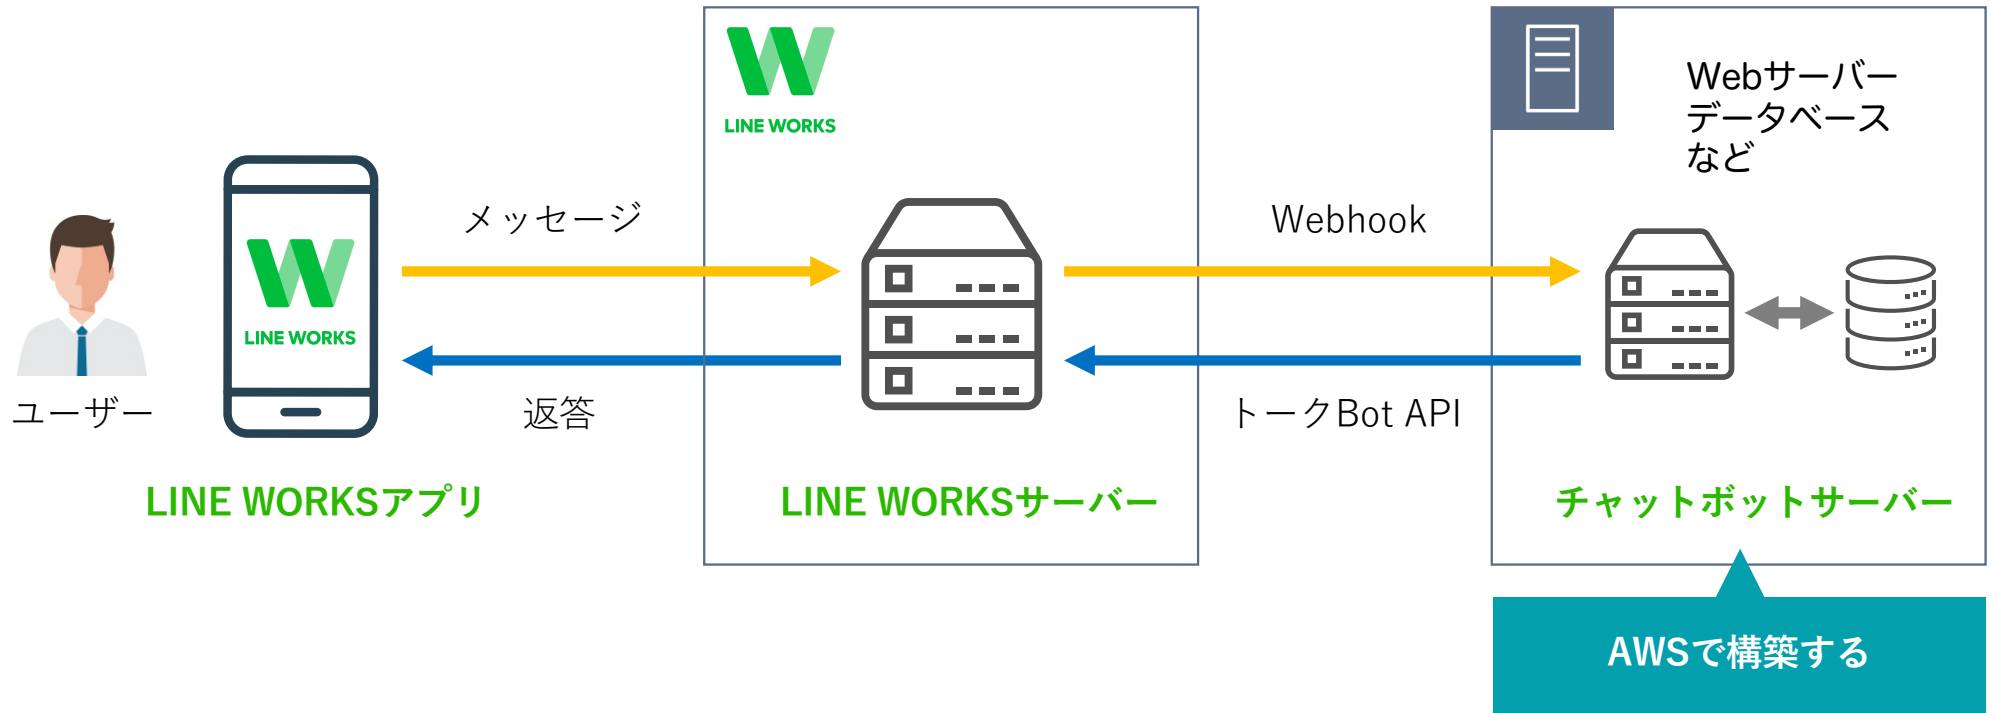 LINE WORKS
Webサーバー
データベース
など
メッセージ
Webhook
LINE WORKS
ユーザー
返答
トークBot API
LINE WORKSアプリ
LINE WORKSサーバー
チャットボットサーバー
AWSで構築する